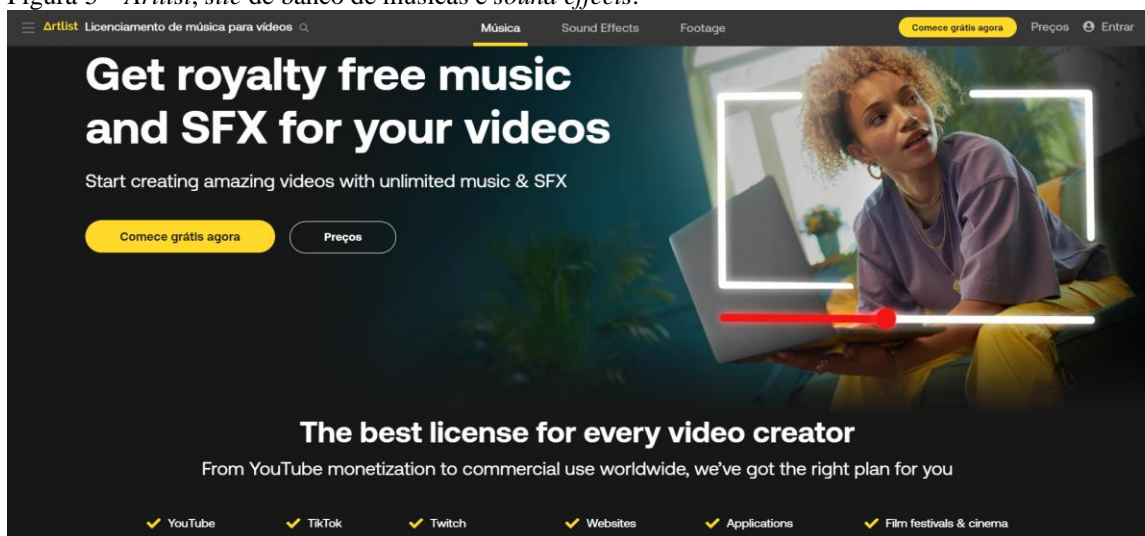 Figura 3 – Artlist, site de banco de músicas e sound effects.
Artlist Licenciamento de música para vídeos Música Sound Effects Footage Comece grátis agora Preços Entrar
Get royalty free music
and SFX for your videos
Start creating amazing videos with unlimited music & SFX
Comece grátis agora Preços
The best license for every video creator
From YouTube monetization to commercial use worldwide, we've got the right plan for you
YouTube TikTok Twitch Websites Applications Film festivals & cinema